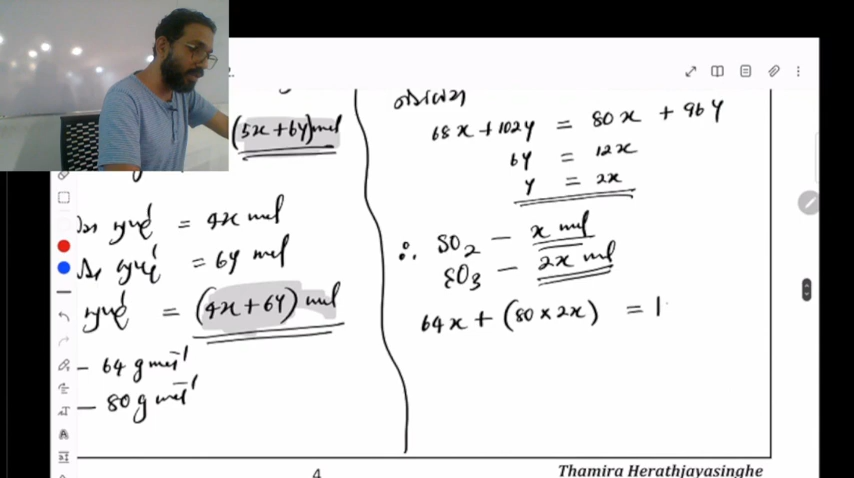 (5x+6y)mol
= 4x mol
= 6y mol
= (4x+6y) mol
– 64 g mol⁻¹
– 80 g mol⁻¹
68x + 102y = 80x + 96y
6y = 12x
y = 2x
∴ SO₂ – x mol
SO₃ – 2x mol
64x + (80 × 2x) = 1
4
Thamira Herathjayasinghe